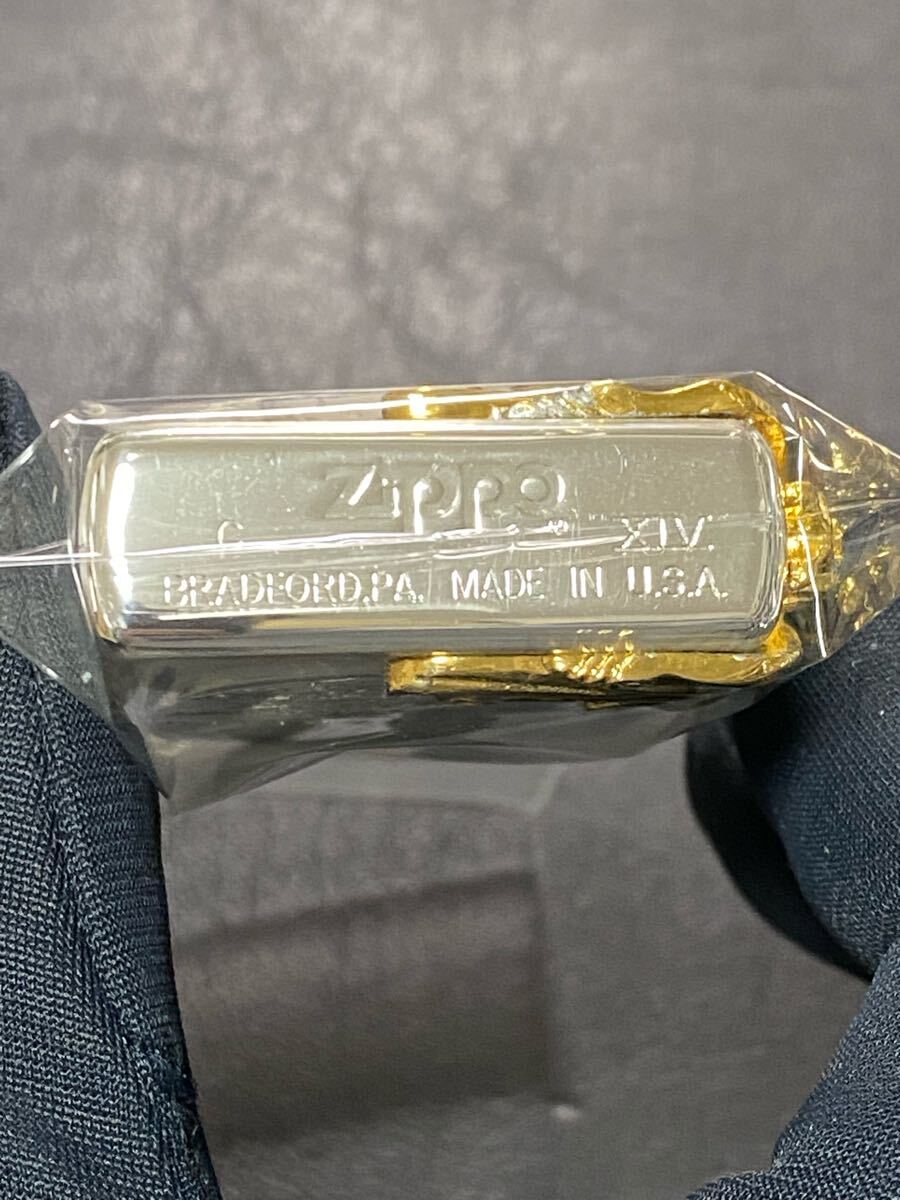 Zippo ®
C XIV.
BRADFORD,PA. MADE IN U.S.A.